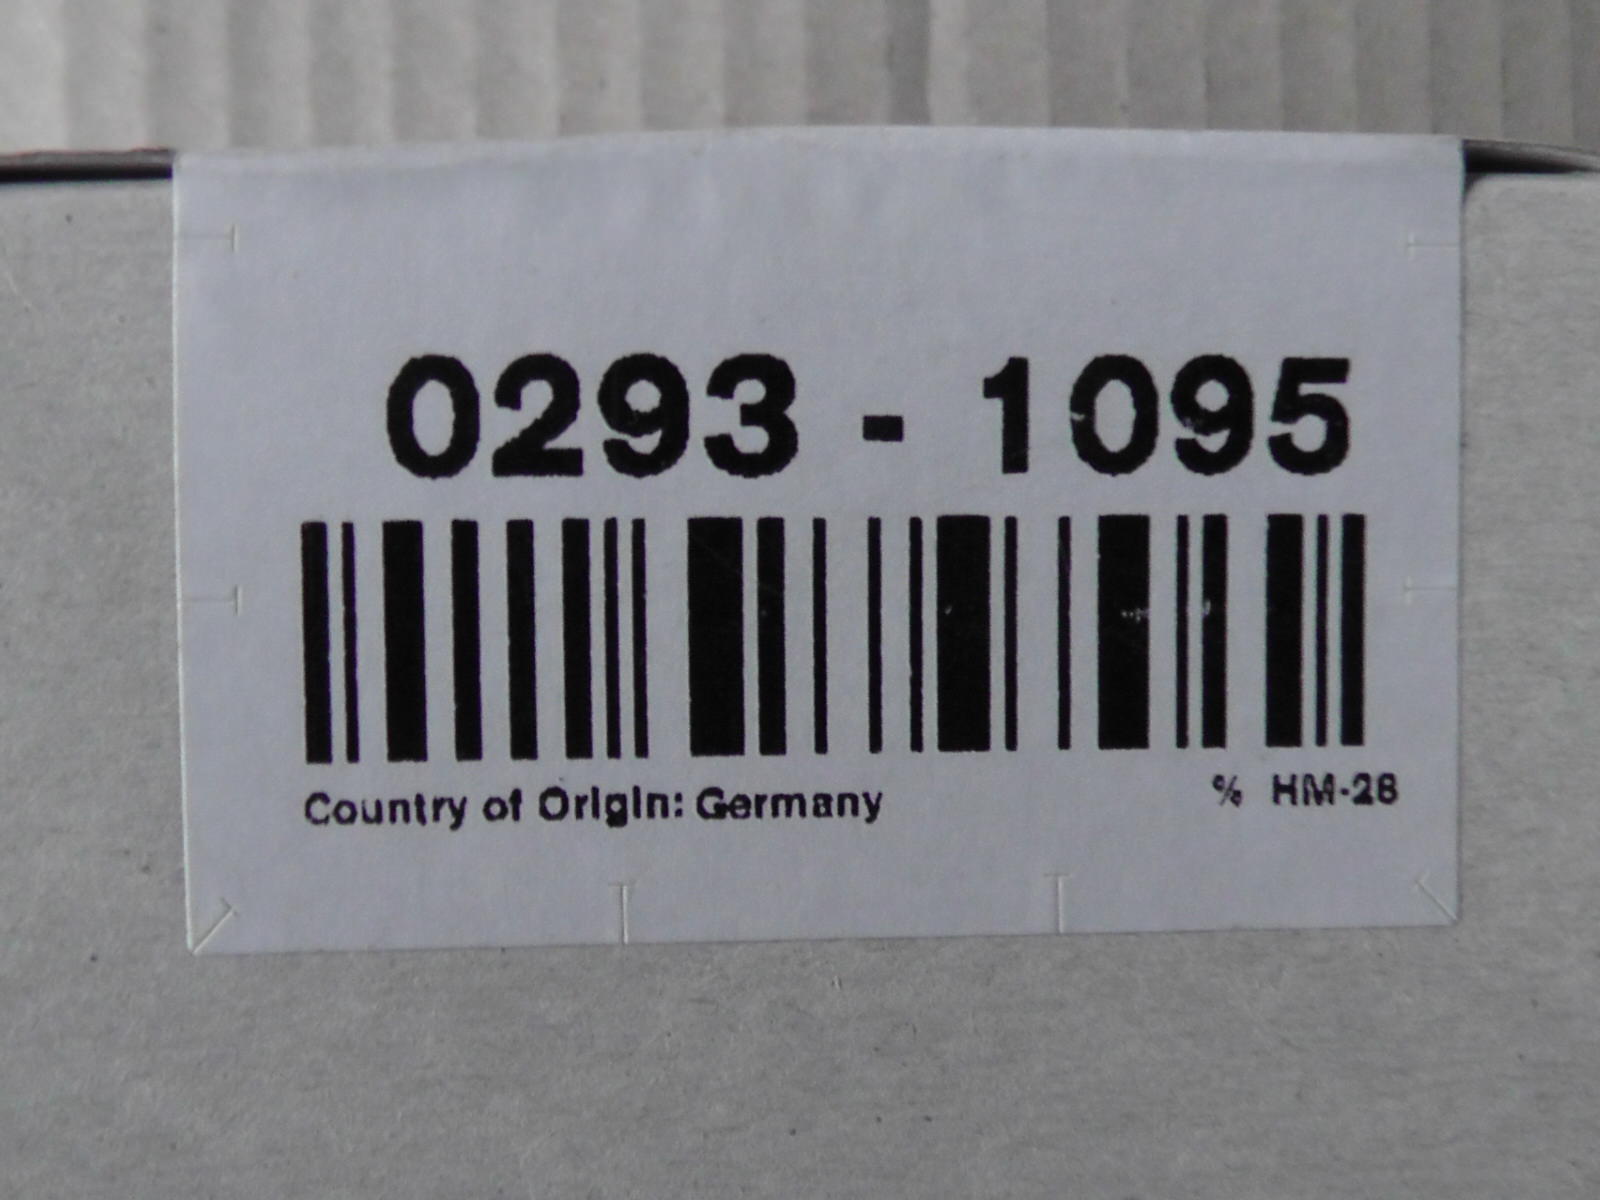 0293 - 1095
Country of Origin: Germany
% HM-28